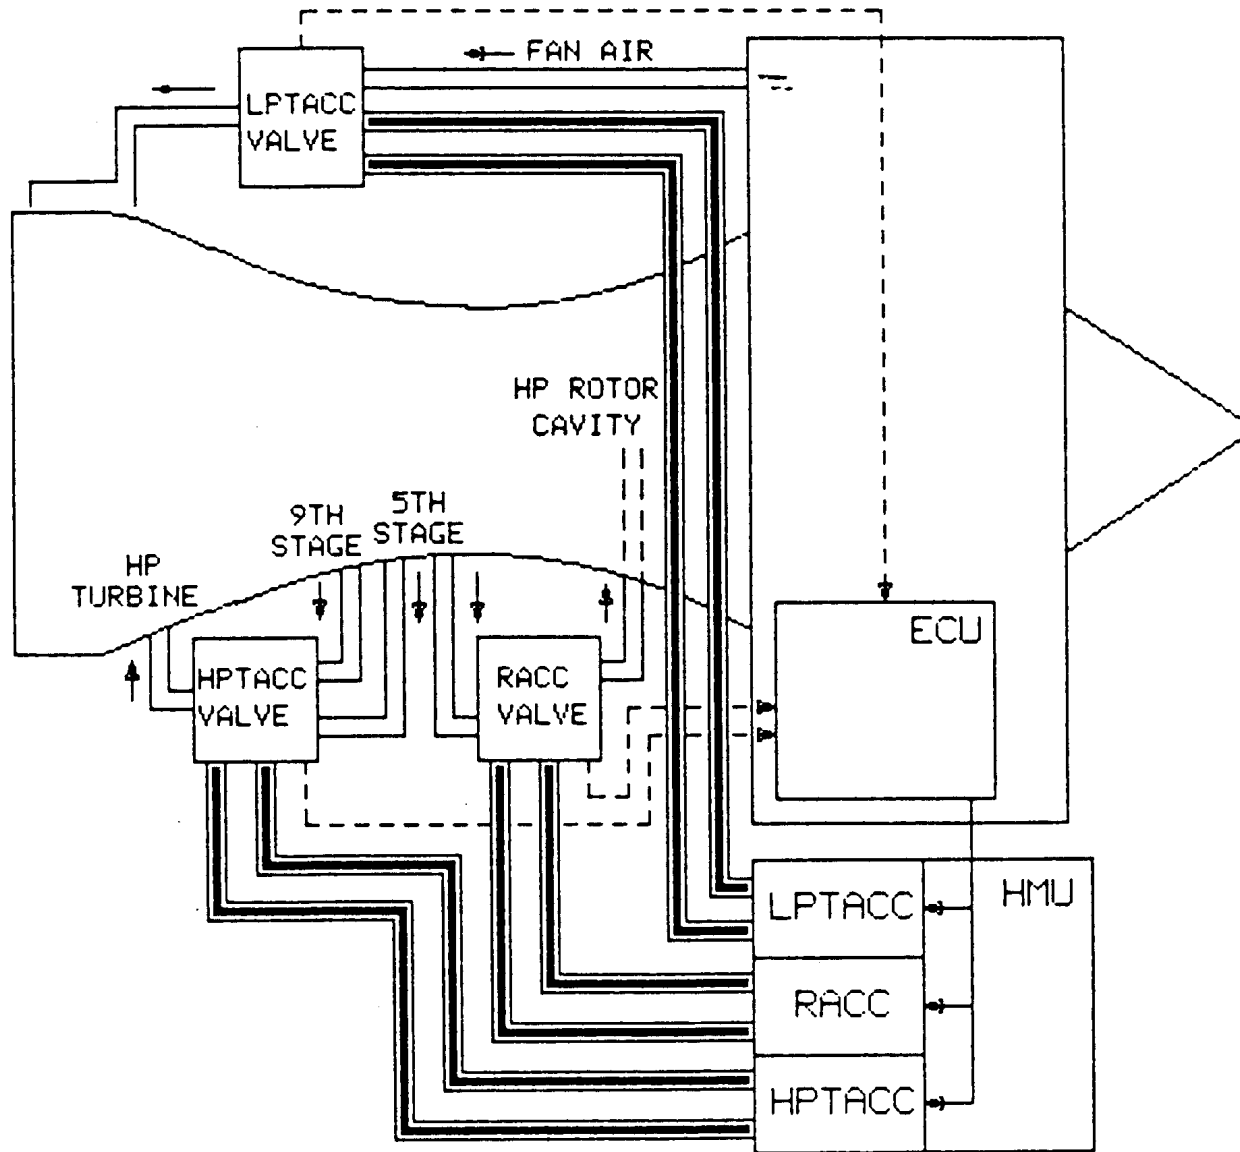 FAN AIR
LPTACC
VALVE
HP ROTOR
CAVITY
9TH
STAGE
5TH
STAGE
HP
TURBINE
HPTACC
VALVE
RACC
VALVE
ECU
HMU
LPTACC
RACC
HPTACC